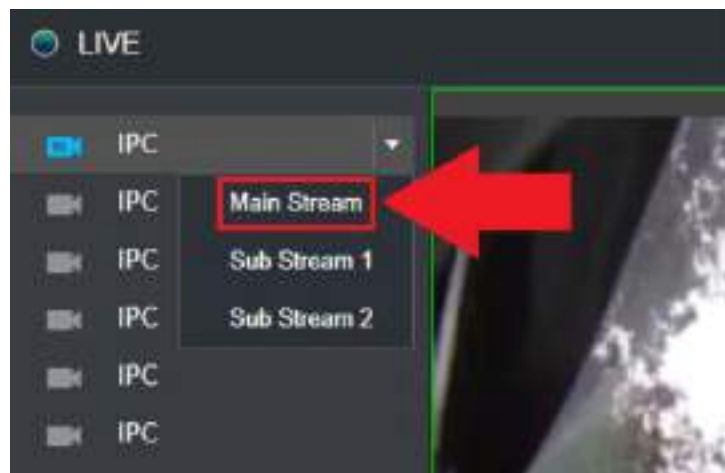 LIVE
IPC
IPC Main Stream
IPC Sub Stream 1
IPC Sub Stream 2
IPC
IPC